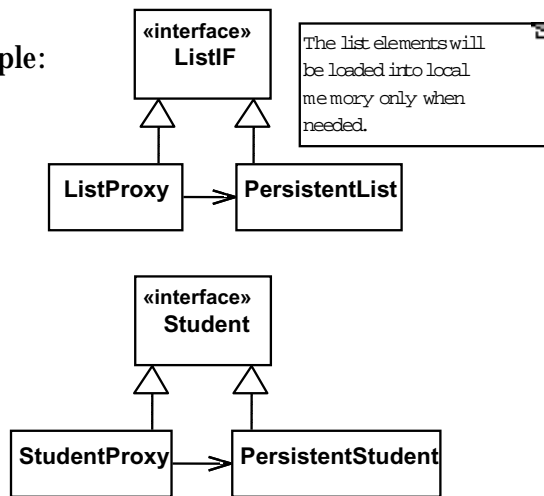 ple:
«interface»
ListIF
The list elements will
be loaded into local
memory only when
needed.
ListProxy
PersistentList
«interface»
Student
StudentProxy
PersistentStudent